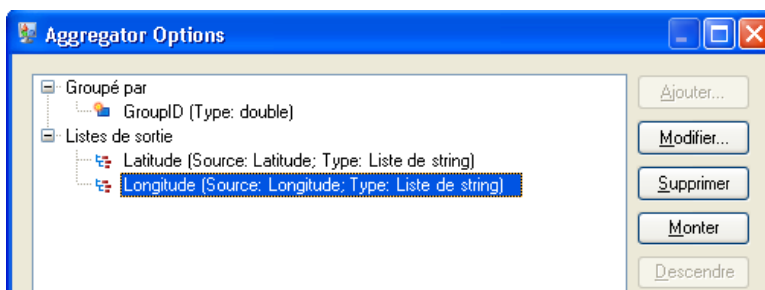 Aggregator Options
Groupé par
GroupID (Type: double)
Listes de sortie
Latitude (Source: Latitude; Type: Liste de string)
Longitude (Source: Longitude; Type: Liste de string)
Ajouter...
Modifier...
Supprimer
Monter
Descendre